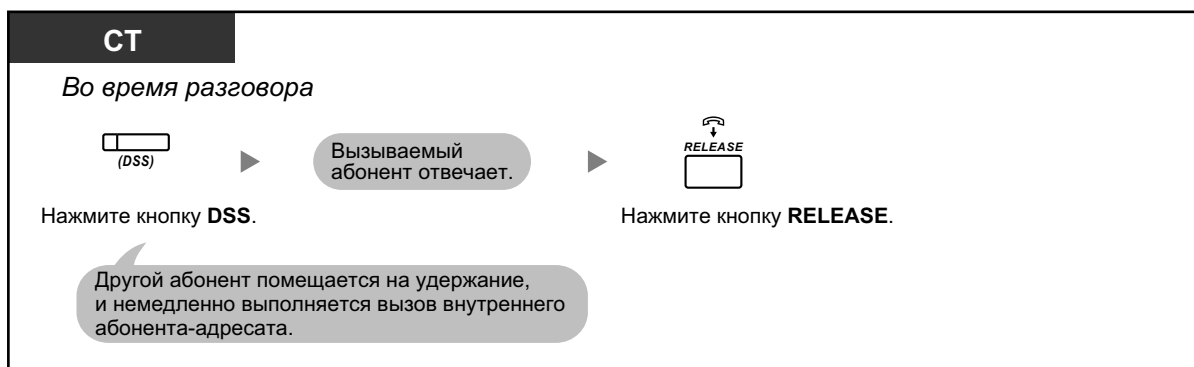 СТ
Во время разговора
(DSS)
Вызываемый
абонент отвечает.
RELEASE
Нажмите кнопку DSS.
Нажмите кнопку RELEASE.
Другой абонент помещается на удержание,
и немедленно выполняется вызов внутреннего
абонента-адресата.